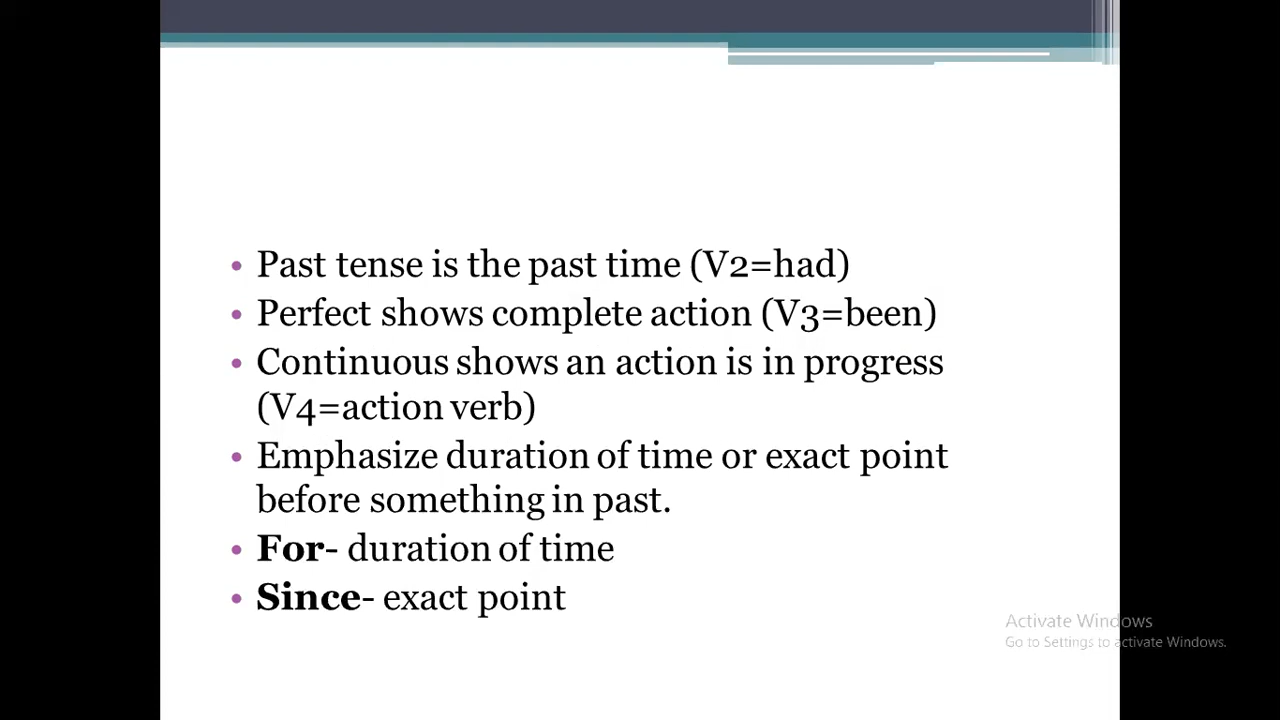 • Past tense is the past time (V2=had)
• Perfect shows complete action (V3=been)
• Continuous shows an action is in progress
(V4=action verb)
• Emphasize duration of time or exact point
before something in past.
• For- duration of time
• Since- exact point
Activate Windows
Go to Settings to activate Windows.